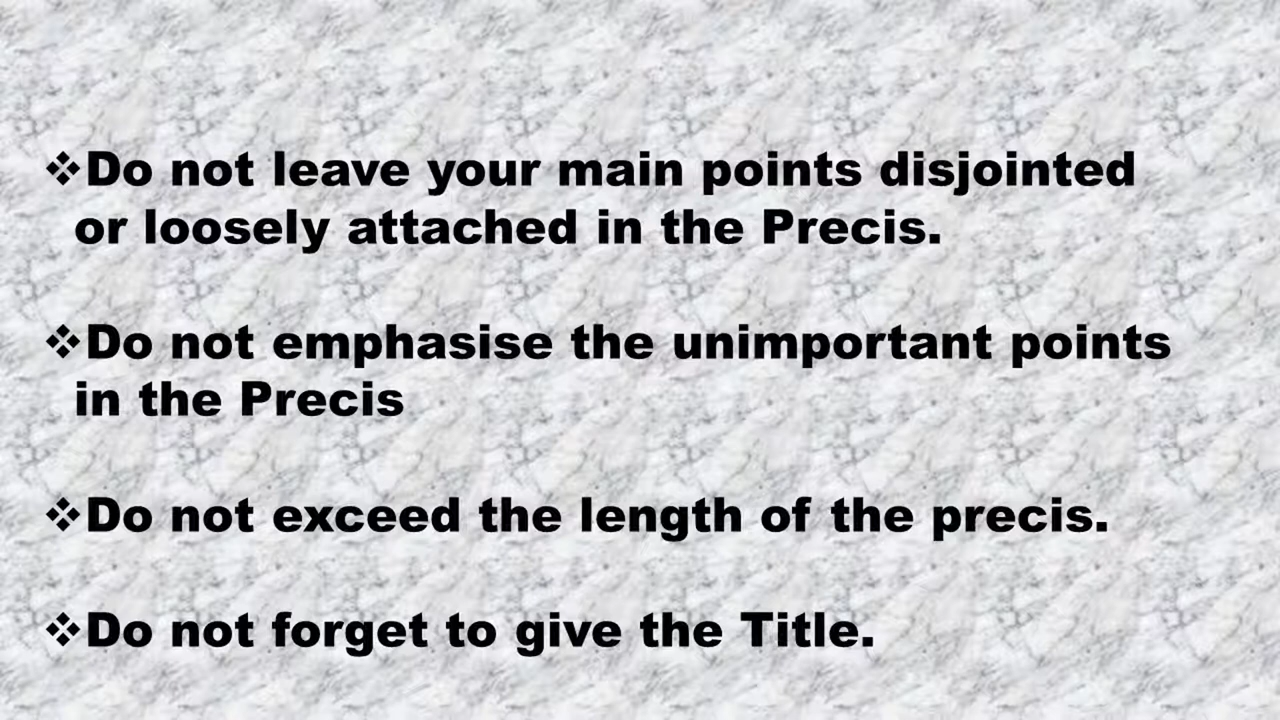 ❖Do not leave your main points disjointed
or loosely attached in the Precis.
❖Do not emphasise the unimportant points
in the Precis
❖Do not exceed the length of the precis.
❖Do not forget to give the Title.